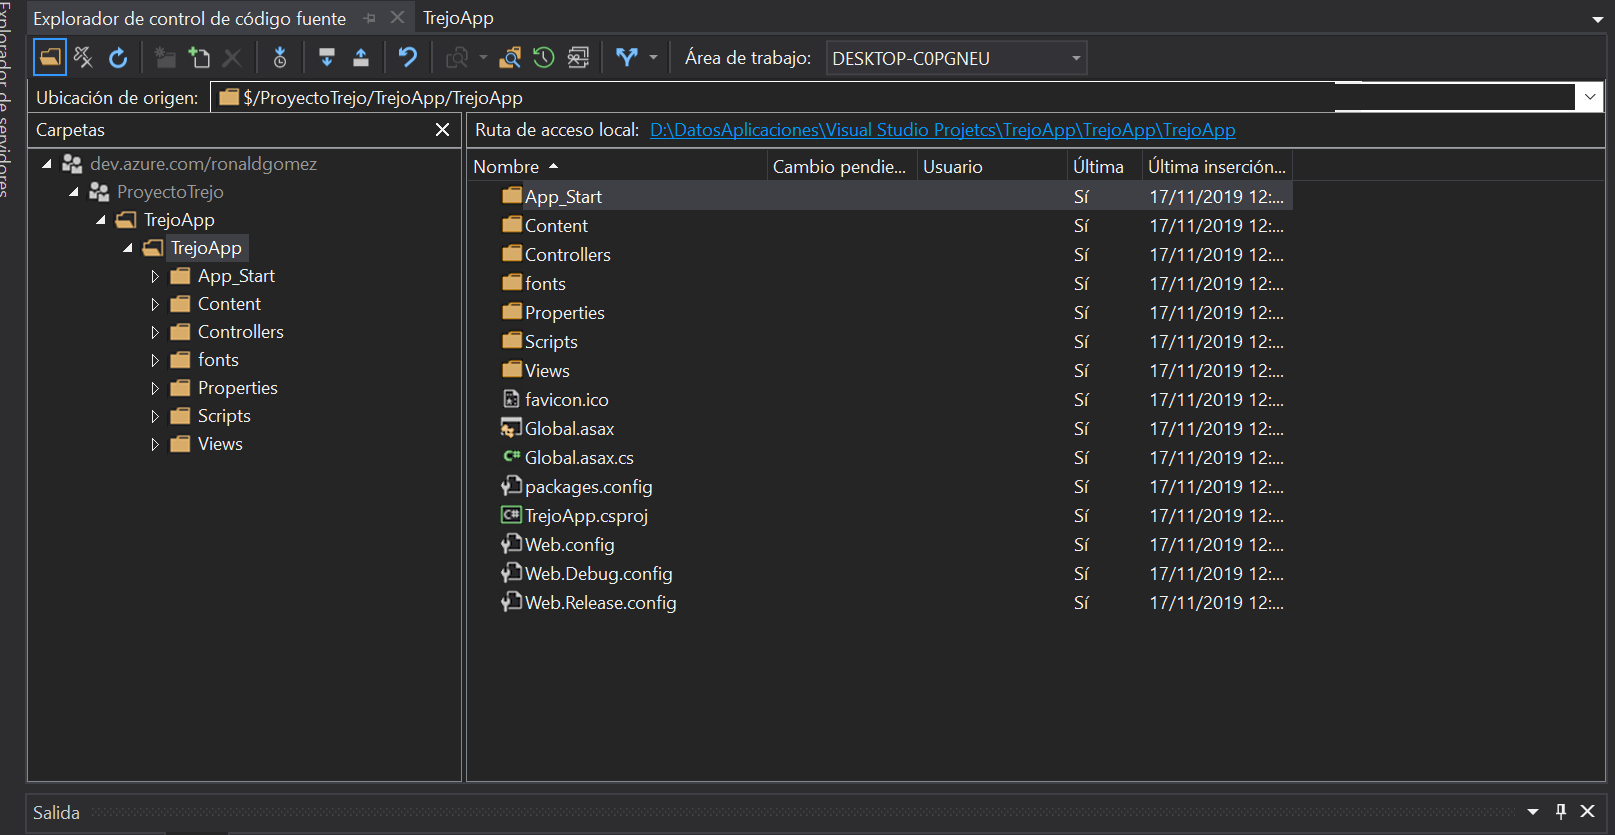 Explorador de servidores
Explorador de control de código fuente TrejoApp
Área de trabajo: DESKTOP-C0PGNEU
Ubicación de origen: $/ProyectoTrejo/TrejoApp/TrejoApp
Carpetas
dev.azure.com/ronaldgomez
ProyectoTrejo
TrejoApp
TrejoApp
App_Start
Content
Controllers
fonts
Properties
Scripts
Views
Ruta de acceso local: D:\DatosAplicaciones\Visual Studio Projetcs\TrejoApp\TrejoApp\TrejoApp
Nombre Cambio pendie... Usuario Última Última inserción...
App_Start Sí 17/11/2019 12:...
Content Sí 17/11/2019 12:...
Controllers Sí 17/11/2019 12:...
fonts Sí 17/11/2019 12:...
Properties Sí 17/11/2019 12:...
Scripts Sí 17/11/2019 12:...
Views Sí 17/11/2019 12:...
favicon.ico Sí 17/11/2019 12:...
Global.asax Sí 17/11/2019 12:...
Global.asax.cs Sí 17/11/2019 12:...
packages.config Sí 17/11/2019 12:...
TrejoApp.csproj Sí 17/11/2019 12:...
Web.config Sí 17/11/2019 12:...
Web.Debug.config Sí 17/11/2019 12:...
Web.Release.config Sí 17/11/2019 12:...
Salida